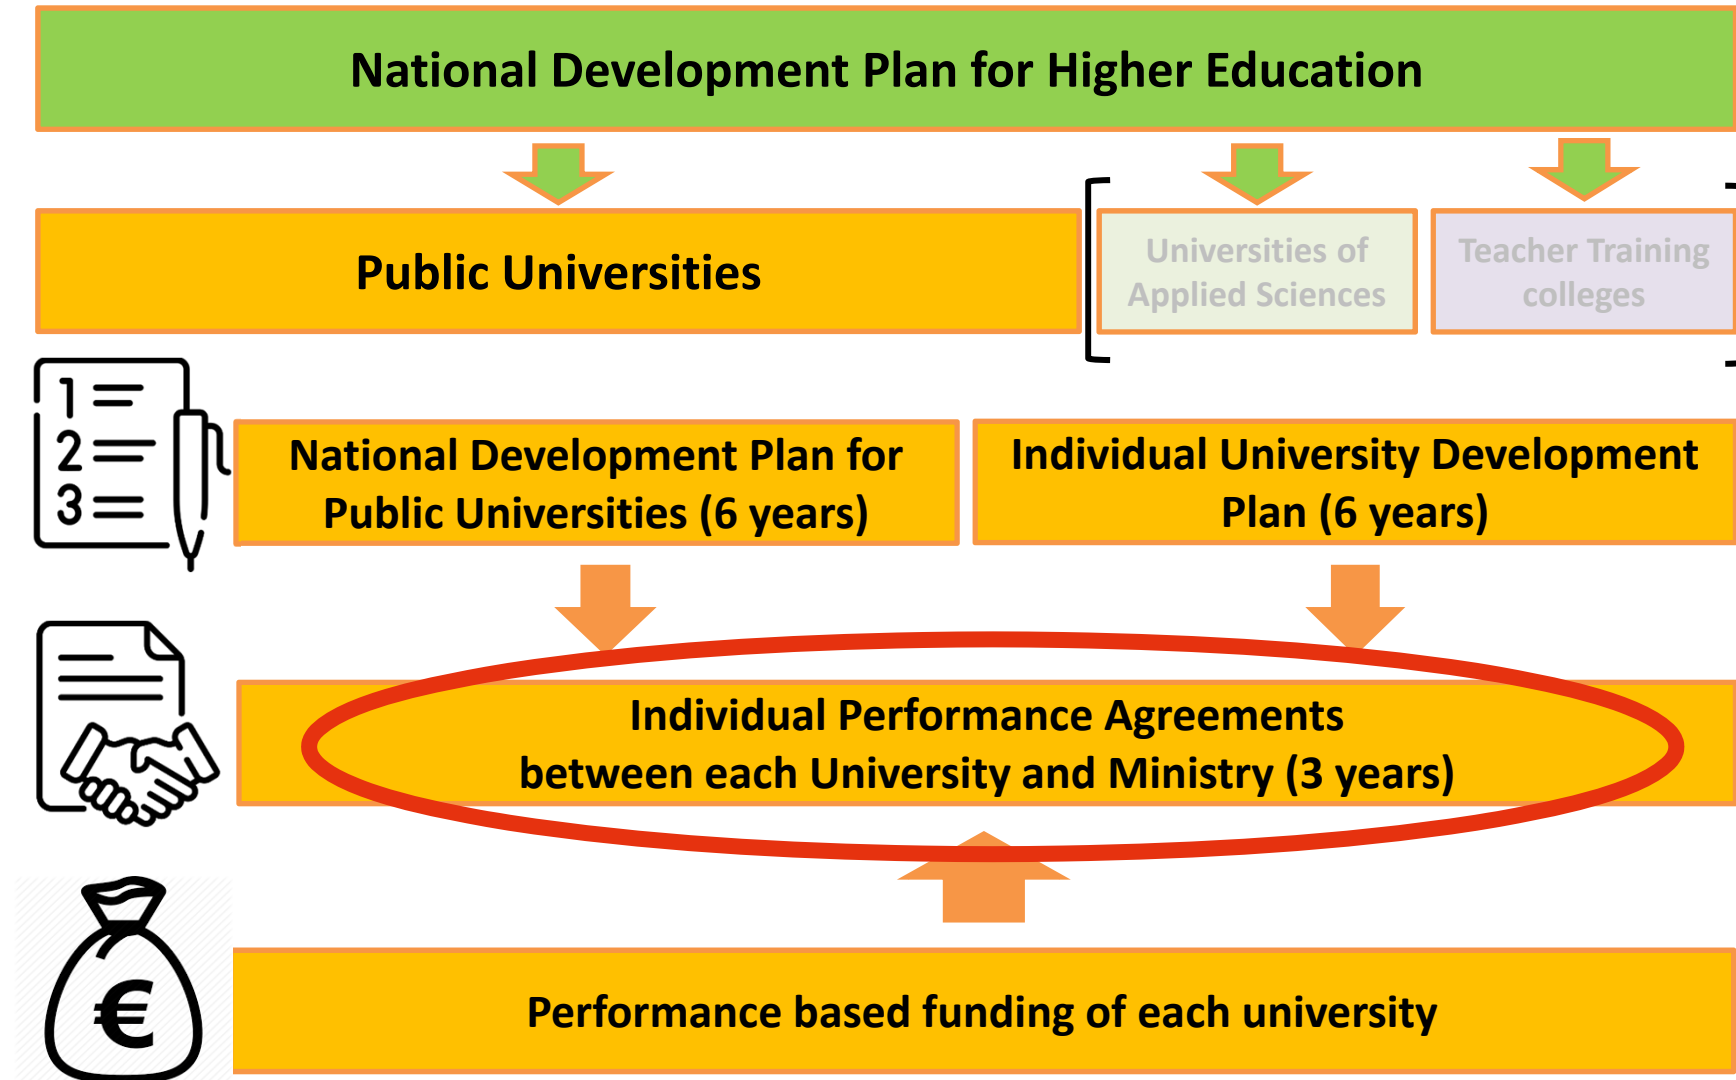 National Development Plan for Higher Education
Public Universities
Universities of
Applied Sciences
Teacher Training
colleges
1
2
3
National Development Plan for
Public Universities (6 years)
Individual University Development
Plan (6 years)
Individual Performance Agreements
between each University and Ministry (3 years)
€
Performance based funding of each university